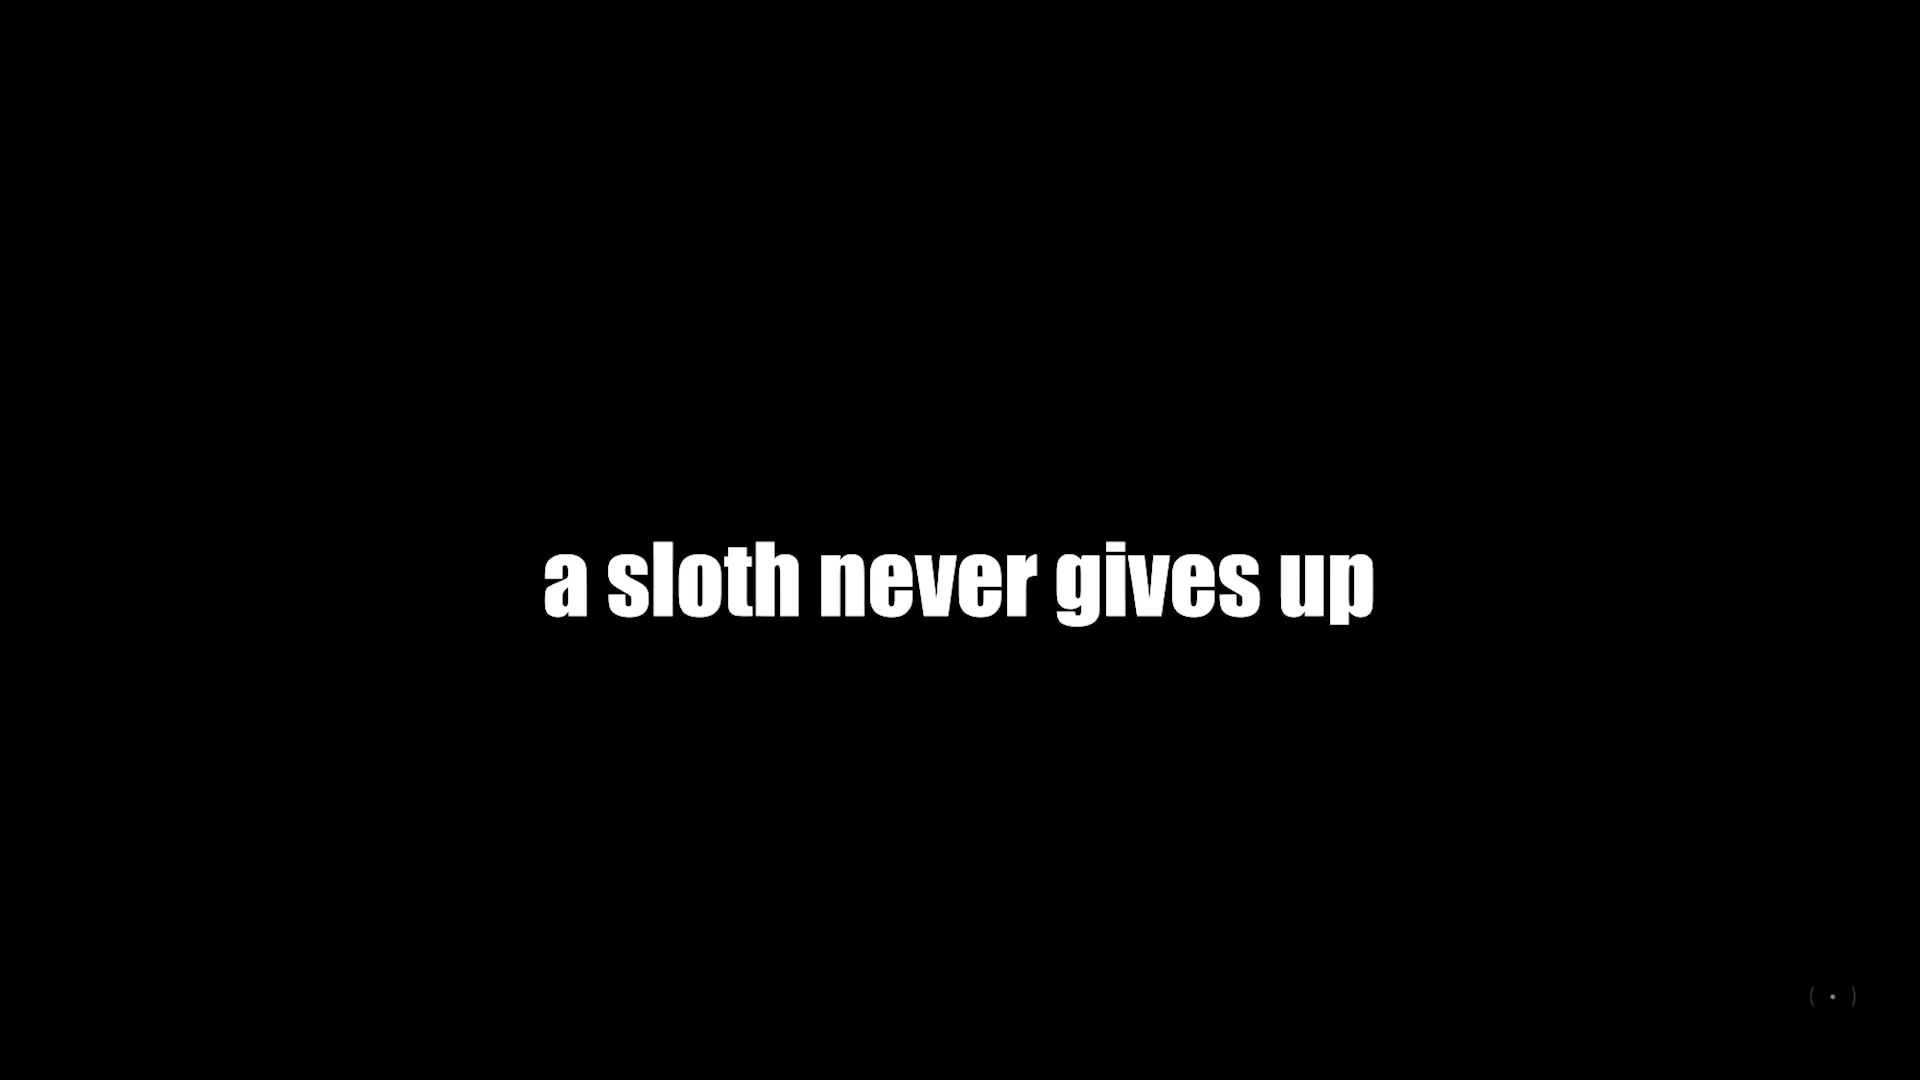 a sloth never gives up
( • )